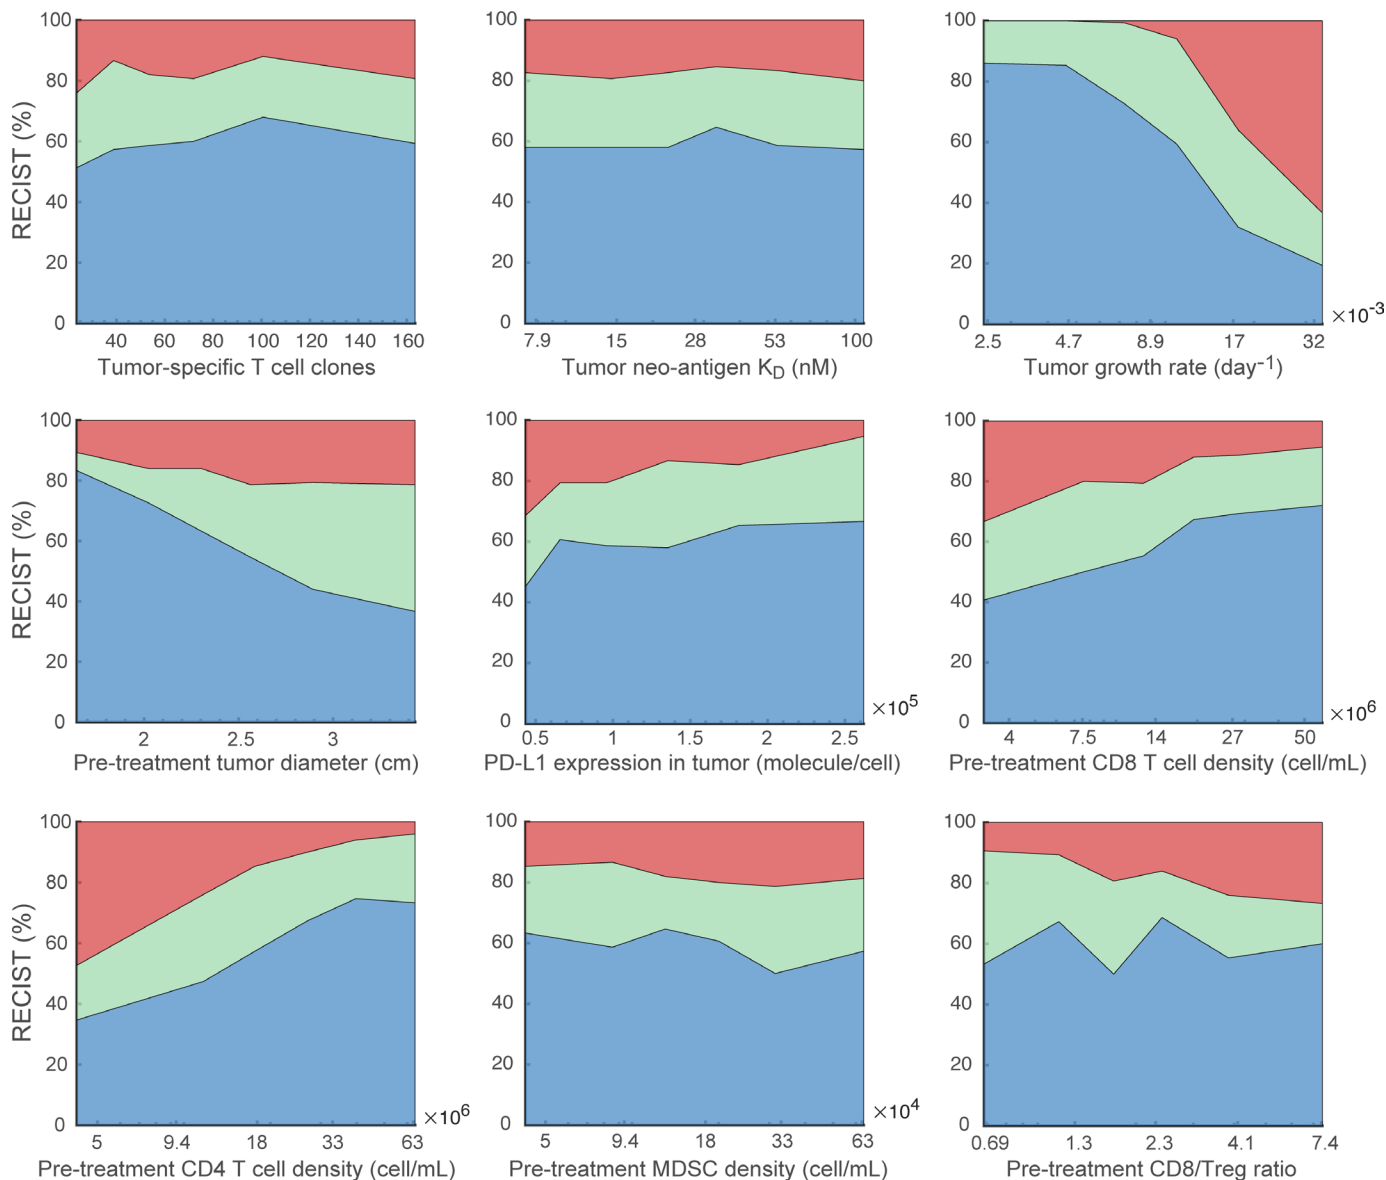 100
80
60
40
20
0
RECIST (%)
40 60 80 100 120 140 160
Tumor-specific T cell clones
100
80
60
40
20
0
7.9 15 28 53 100
Tumor neo-antigen K_D (nM)
100
80
60
40
20
0
×10^-3
2.5 4.7 8.9 17 32
Tumor growth rate (day^-1)
100
80
60
40
20
0
RECIST (%)
2 2.5 3
Pre-treatment tumor diameter (cm)
100
80
60
40
20
0
×10^5
0.5 1 1.5 2 2.5
PD-L1 expression in tumor (molecule/cell)
100
80
60
40
20
0
×10^6
4 7.5 14 27 50
Pre-treatment CD8 T cell density (cell/mL)
100
80
60
40
20
0
RECIST (%)
×10^6
5 9.4 18 33 63
Pre-treatment CD4 T cell density (cell/mL)
100
80
60
40
20
0
×10^4
5 9.4 18 33 63
Pre-treatment MDSC density (cell/mL)
100
80
60
40
20
0
0.69 1.3 2.3 4.1 7.4
Pre-treatment CD8/Treg ratio